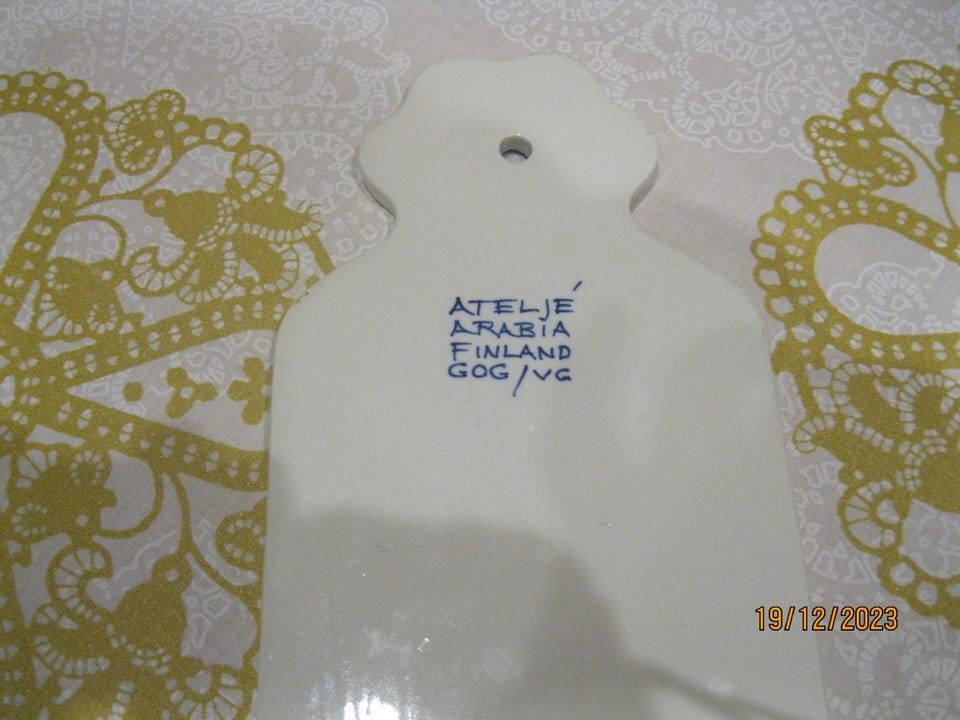 ATELJÉ
ARABIA
FINLAND
GOG/VG
19/12/2023